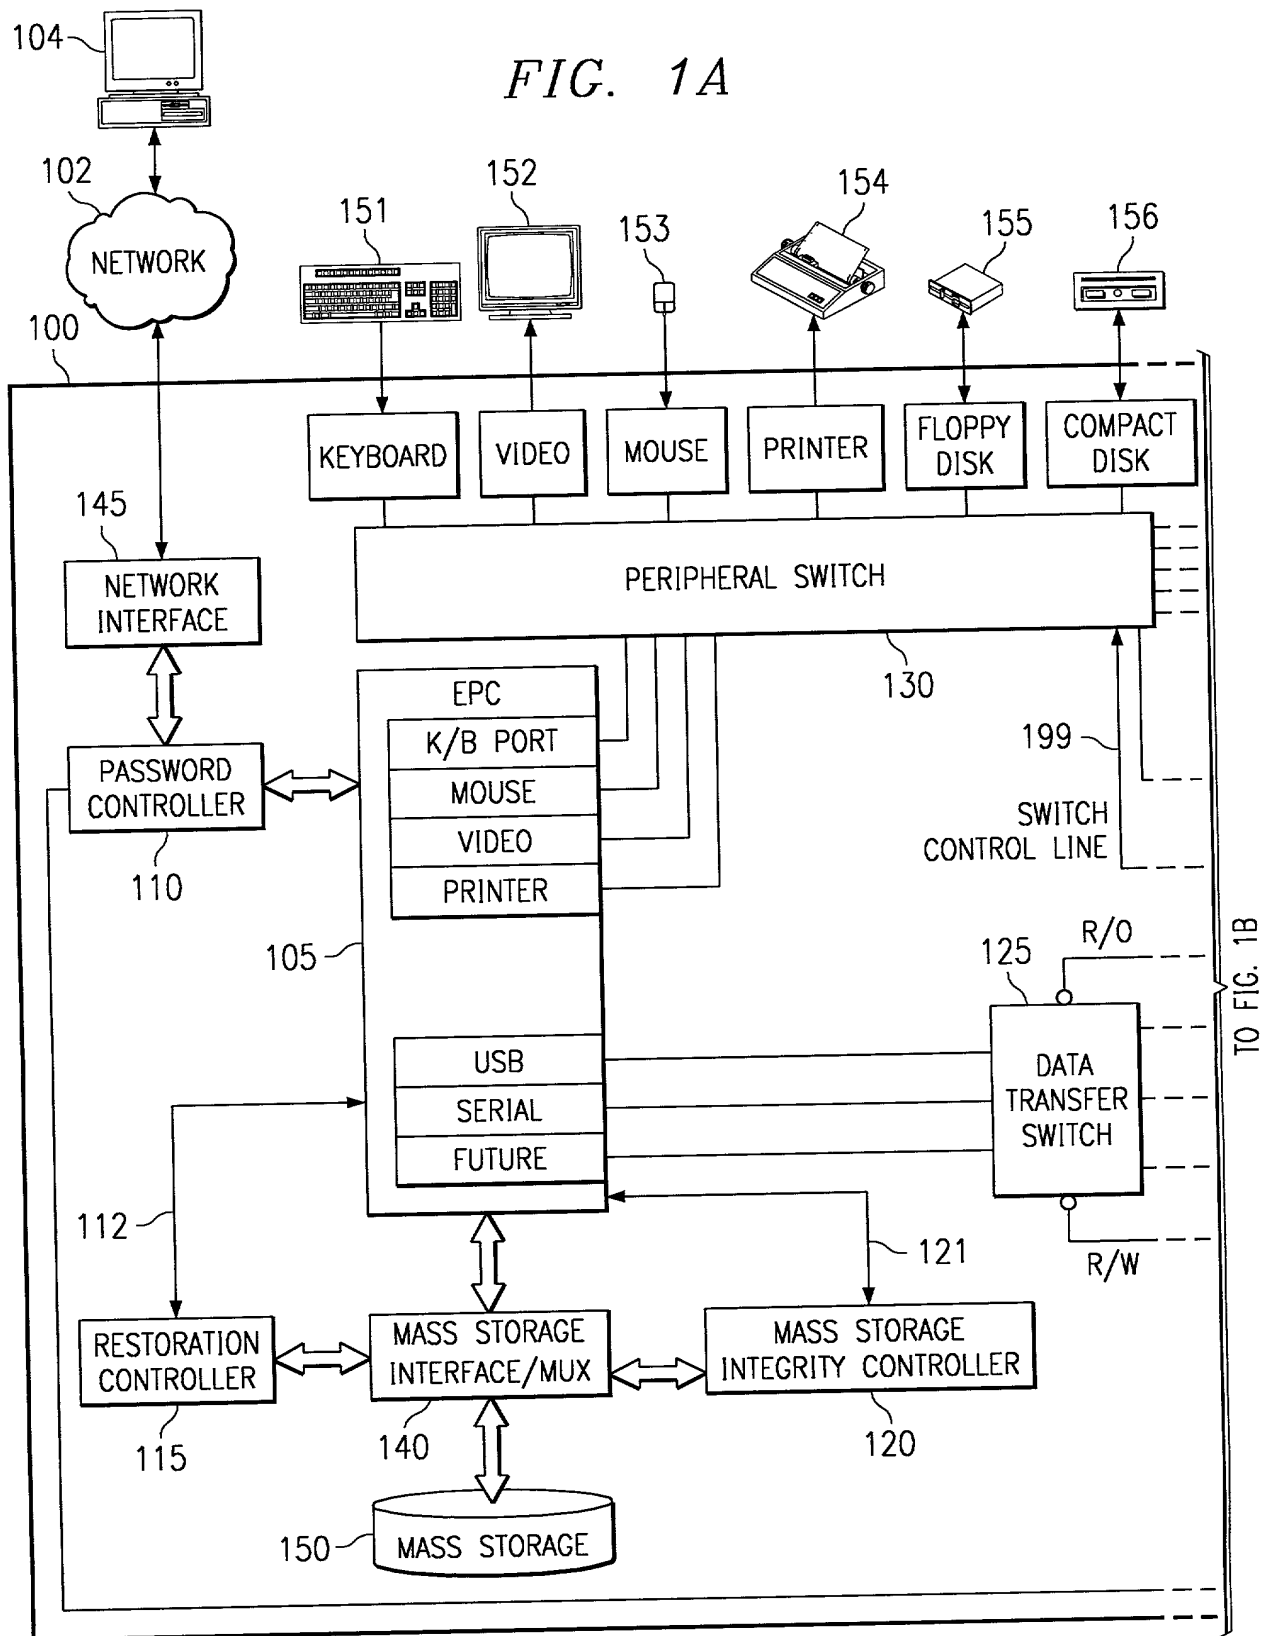 FIG. 1A
104
102
NETWORK
151
152
153
154
155
156
100
KEYBOARD
VIDEO
MOUSE
PRINTER
FLOPPY
DISK
COMPACT
DISK
145
NETWORK
INTERFACE
PERIPHERAL SWITCH
130
EPC
K/B PORT
MOUSE
VIDEO
PRINTER
PASSWORD
CONTROLLER
110
199
SWITCH
CONTROL LINE
105
R/O
125
TO FIG. 1B
USB
SERIAL
FUTURE
DATA
TRANSFER
SWITCH
112
121
R/W
RESTORATION
CONTROLLER
115
MASS STORAGE
INTERFACE/MUX
140
MASS STORAGE
INTEGRITY CONTROLLER
120
150
MASS STORAGE